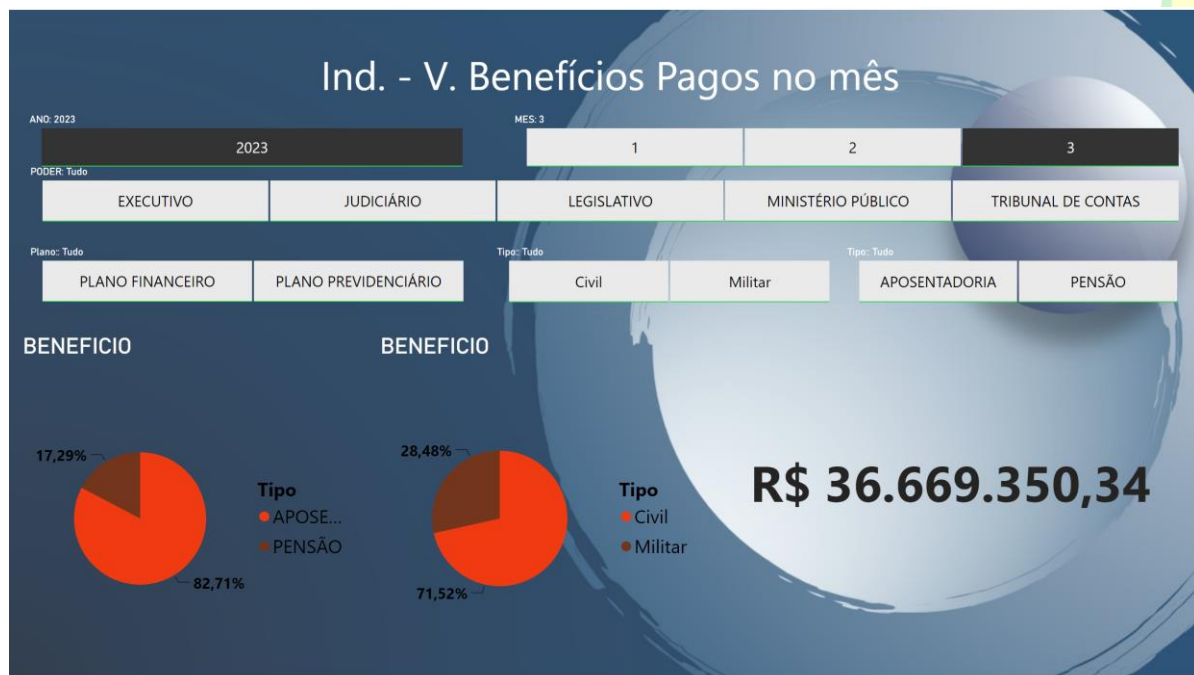 Ind. - V. Benefícios Pagos no mês
ANO: 2023
MES: 3
2023
1
2
3
PODER: Tudo
EXECUTIVO
JUDICIÁRIO
LEGISLATIVO
MINISTÉRIO PÚBLICO
TRIBUNAL DE CONTAS
Plano:: Tudo
Tipo: Tudo
Tipo: Tudo
PLANO FINANCEIRO
PLANO PREVIDENCIÁRIO
Civil
Militar
APOSENTADORIA
PENSÃO
BENEFICIO
17,29%
82,71%
Tipo
APOSE...
PENSÃO
BENEFICIO
28,48%
71,52%
Tipo
Civil
Militar
R$ 36.669.350,34